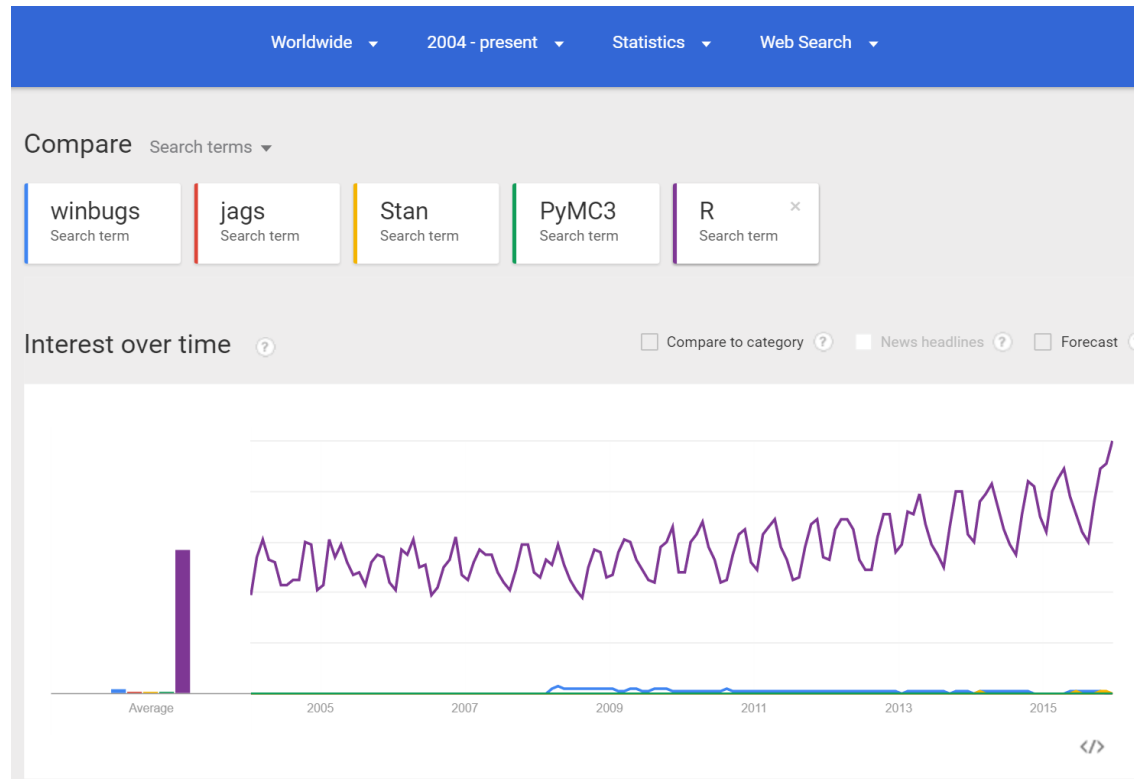 Worldwide 2004 - present Statistics Web Search
Compare Search terms
winbugs jags Stan PyMC3 R ×
Search term Search term Search term Search term Search term
Interest over time ? Compare to category ? News headlines ? Forecast
Average 2005 2007 2009 2011 2013 2015
</>